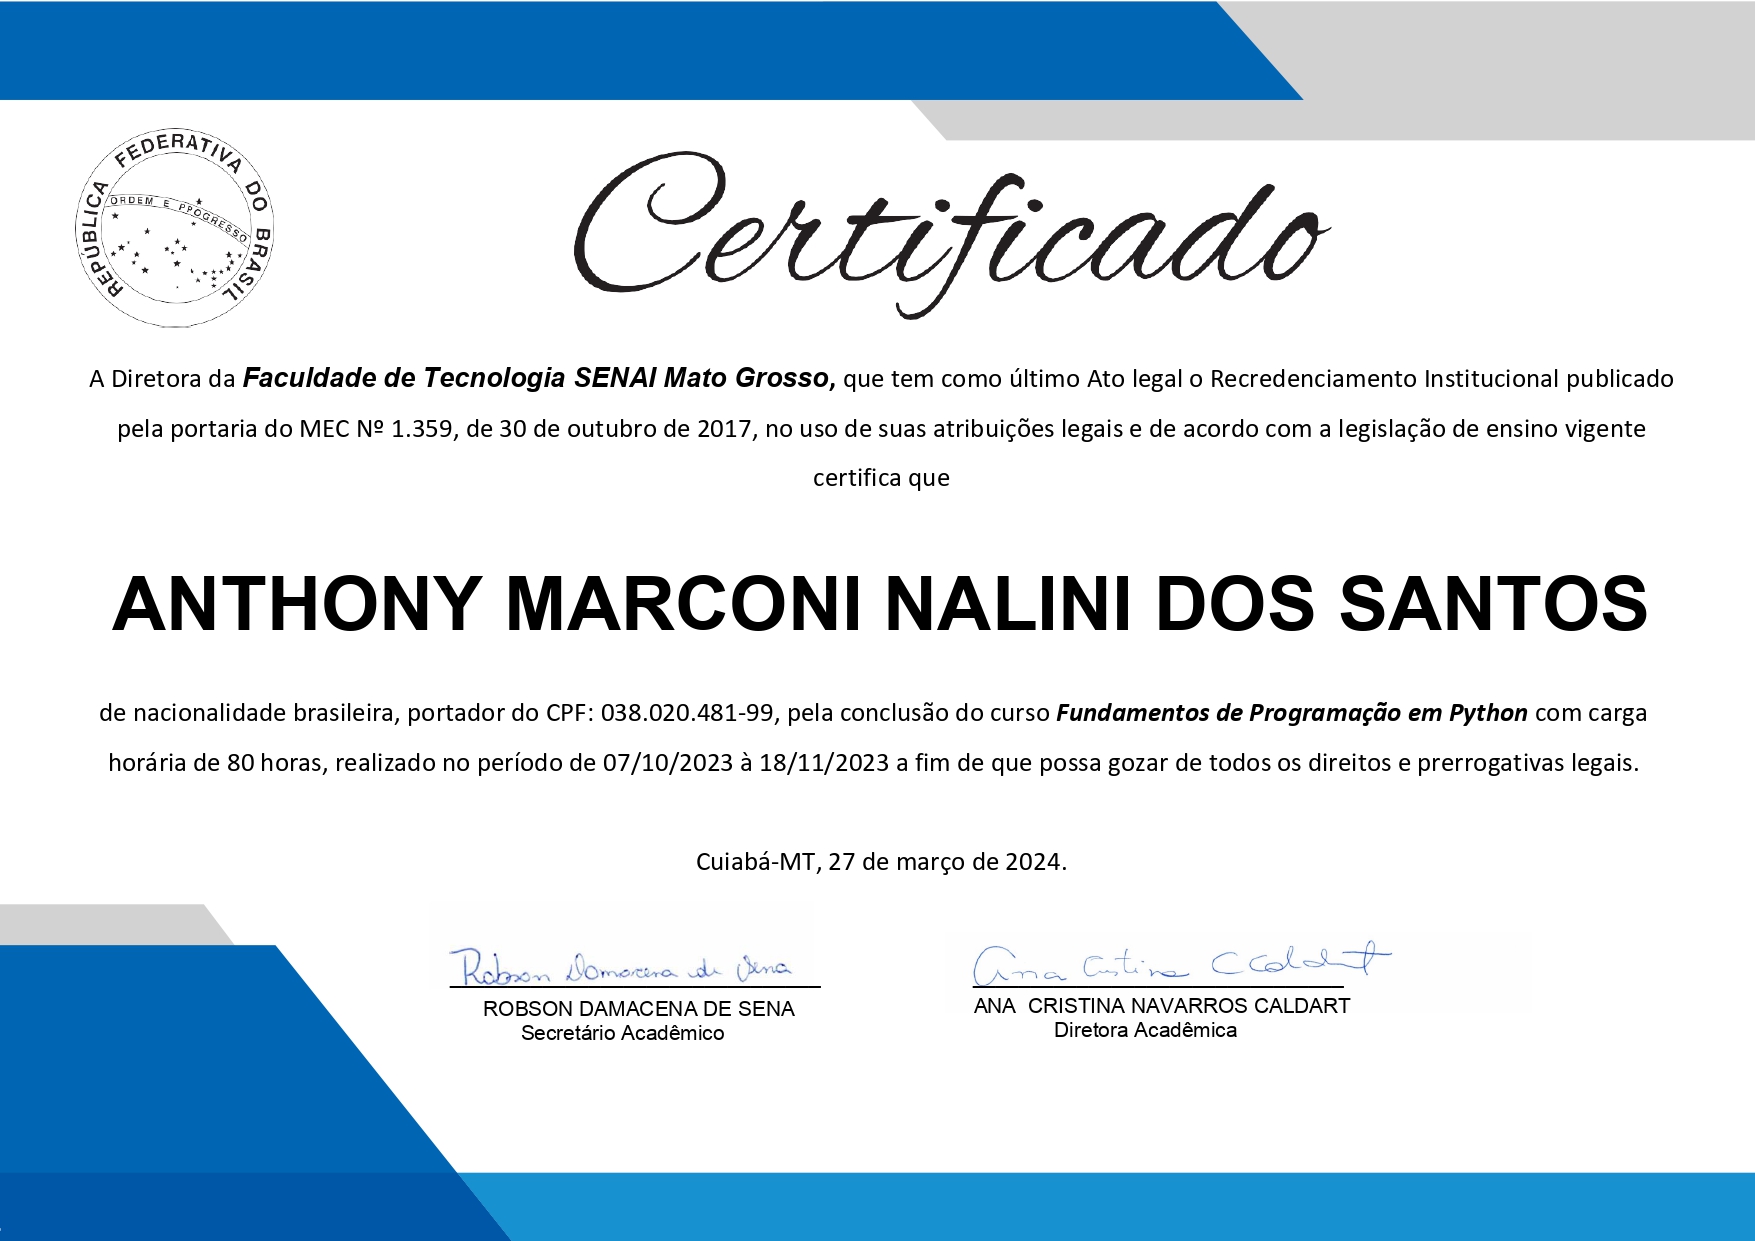 REPÚBLICA FEDERATIVA DO BRASIL
ORDEM E PROGRESSO
Certificado
A Diretora da Faculdade de Tecnologia SENAI Mato Grosso, que tem como último Ato legal o Recredenciamento Institucional publicado
pela portaria do MEC Nº 1.359, de 30 de outubro de 2017, no uso de suas atribuições legais e de acordo com a legislação de ensino vigente
certifica que
ANTHONY MARCONI NALINI DOS SANTOS
de nacionalidade brasileira, portador do CPF: 038.020.481-99, pela conclusão do curso Fundamentos de Programação em Python com carga
horária de 80 horas, realizado no período de 07/10/2023 à 18/11/2023 a fim de que possa gozar de todos os direitos e prerrogativas legais.
Cuiabá-MT, 27 de março de 2024.
Robson Damacena de Sena
Ana Cristina C Caldart
ROBSON DAMACENA DE SENA
Secretário Acadêmico
ANA CRISTINA NAVARROS CALDART
Diretora Acadêmica